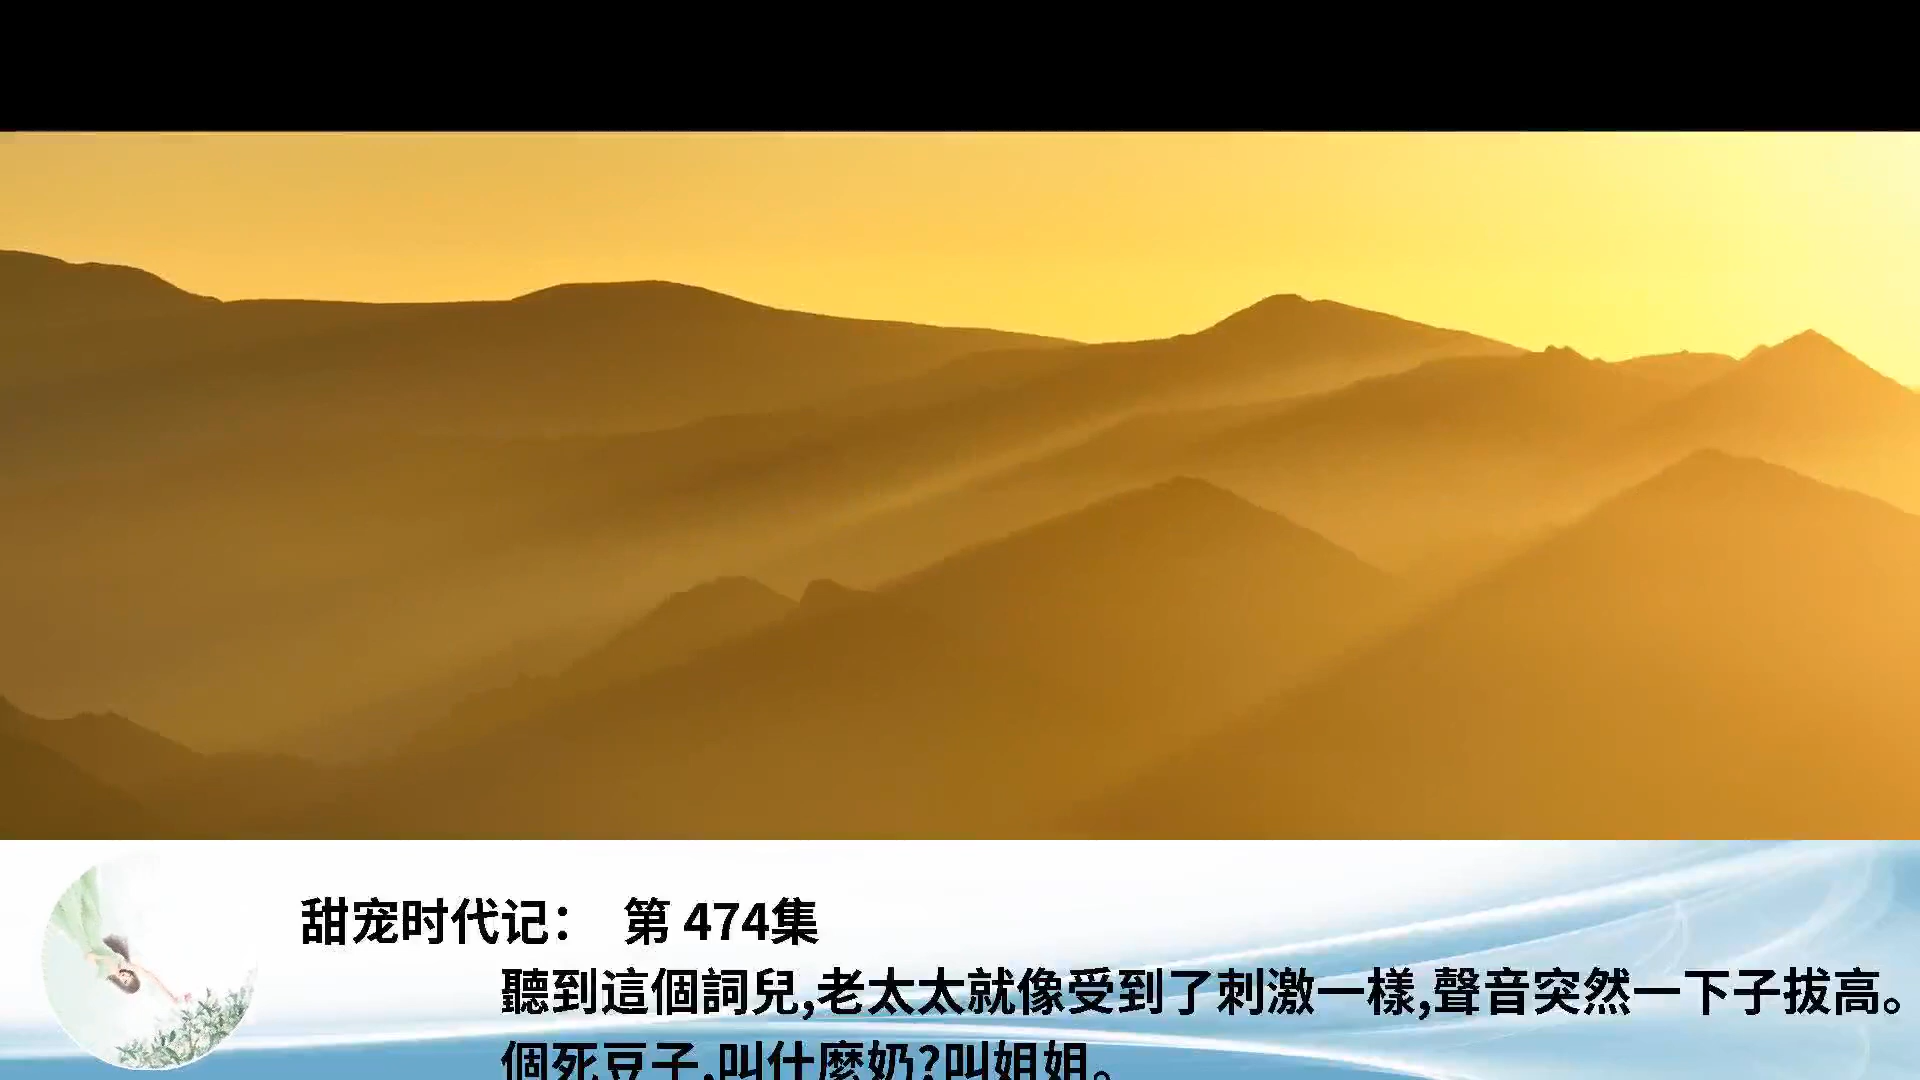 甜宠时代记： 第 474集
聽到這個詞兒,老太太就像受到了刺激一樣,聲音突然一下子拔高。
個死豆子,叫什麼奶?叫姐姐。